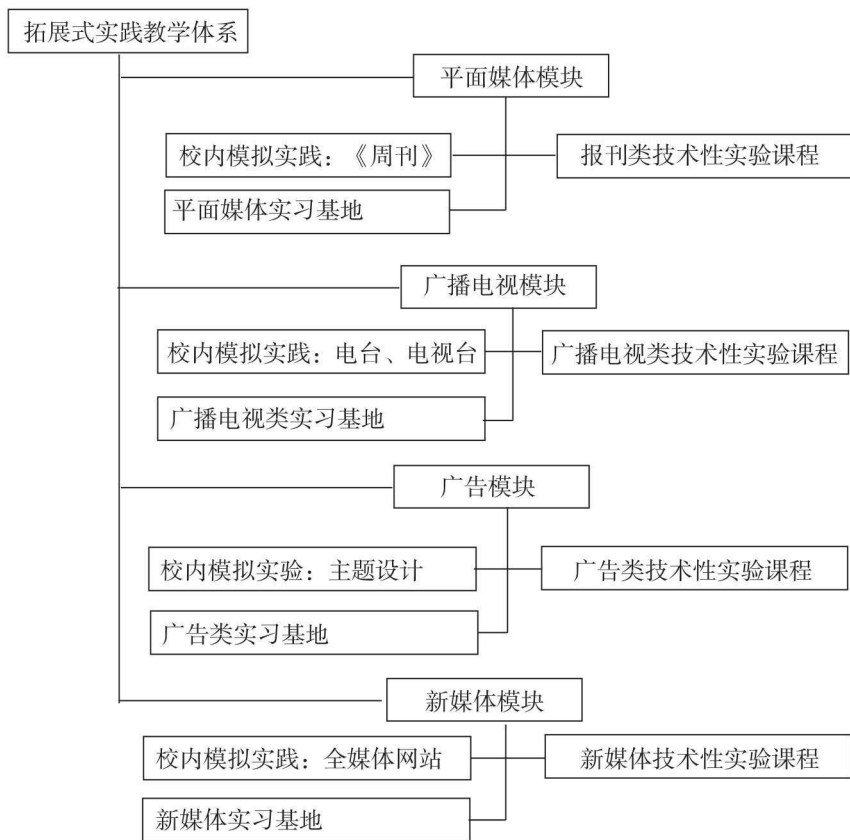 拓展式实践教学体系
平面媒体模块
校内模拟实践：《周刊》
报刊类技术性实验课程
平面媒体实习基地
广播电视模块
校内模拟实践：电台、电视台
广播电视类技术性实验课程
广播电视类实习基地
广告模块
校内模拟实验：主题设计
广告类技术性实验课程
广告类实习基地
新媒体模块
校内模拟实践：全媒体网站
新媒体技术性实验课程
新媒体实习基地